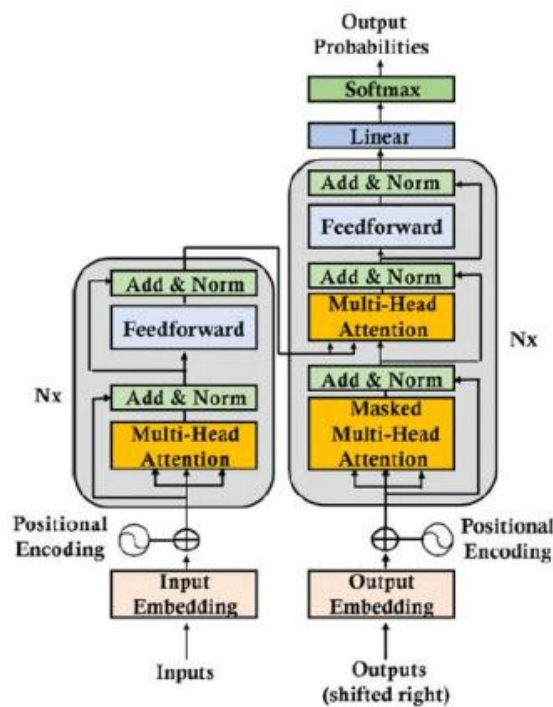 Output
Probabilities
Softmax
Linear
Add & Norm
Feedforward
Add & Norm
Multi-Head
Attention
Nx
Add & Norm
Masked
Multi-Head
Attention
Add & Norm
Feedforward
Nx
Add & Norm
Multi-Head
Attention
Positional
Encoding
Positional
Encoding
Input
Embedding
Output
Embedding
Inputs
Outputs
(shifted right)